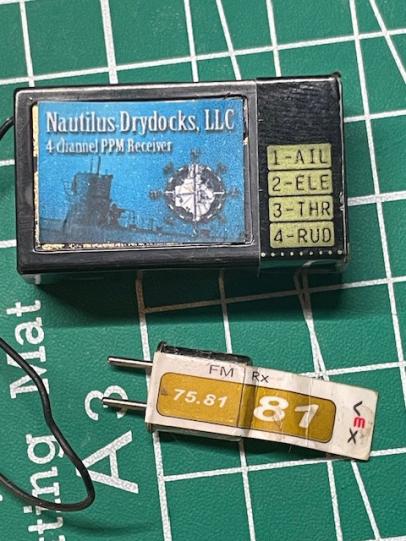 Nautilus Drydocks, LLC
4-channel PPM Receiver
1-AIL
2-ELE
3-THR
4-RUD
FM RX
75.81
81
VEX
tting Mat
A3